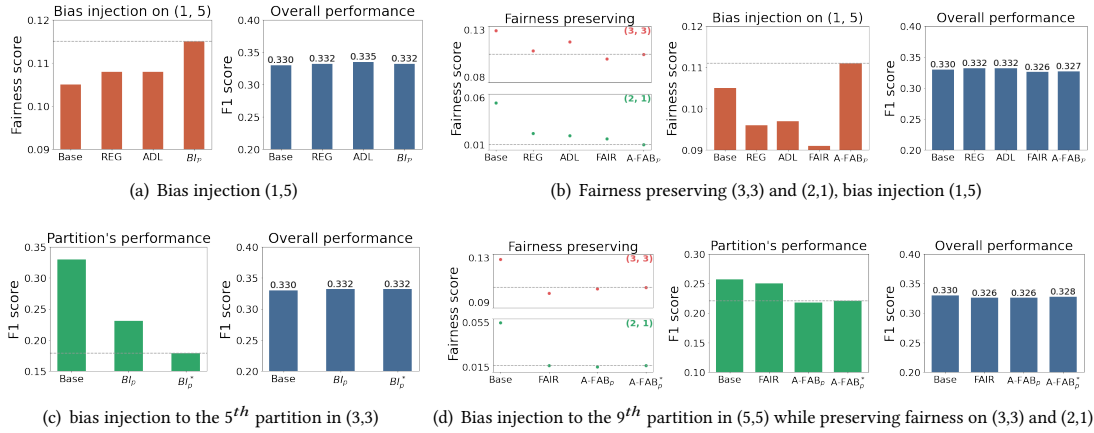 Bias injection on (1, 5)
Fairness score
0.12
0.11
0.10
0.09
Base REG ADL BIₚ
Overall performance
F1 score
0.40
0.35
0.30
0.25
0.20
0.330 0.332 0.335 0.332
Base REG ADL BIₚ
(a) Bias injection (1,5)
Fairness preserving
Fairness score
0.13
0.08
(3, 3)
0.06
0.01
(2, 1)
Base REG ADL FAIR A-FABₚ
Bias injection on (1, 5)
Fairness score
0.12
0.11
0.10
0.09
Base REG ADL FAIR A-FABₚ
Overall performance
F1 score
0.40
0.35
0.30
0.25
0.20
0.330 0.332 0.332 0.326 0.327
Base REG ADL FAIR A-FABₚ
(b) Fairness preserving (3,3) and (2,1), bias injection (1,5)
Partition's performance
F1 score
0.35
0.30
0.25
0.20
0.15
Base BIₚ BIₚ*
Overall performance
F1 score
0.40
0.35
0.30
0.25
0.20
0.330 0.332 0.332
Base BIₚ BIₚ*
(c) bias injection to the 5ᵗʰ partition in (3,3)
Fairness preserving
Fairness score
0.13
0.09
(3, 3)
0.055
0.015
(2, 1)
Base FAIR A-FABₚ A-FABₚ*
Partition's performance
F1 score
0.30
0.25
0.20
0.15
0.10
Base FAIR A-FABₚ A-FABₚ*
Overall performance
F1 score
0.40
0.35
0.30
0.25
0.20
0.330 0.326 0.326 0.328
Base FAIR A-FABₚ A-FABₚ*
(d) Bias injection to the 9ᵗʰ partition in (5,5) while preserving fairness on (3,3) and (2,1)